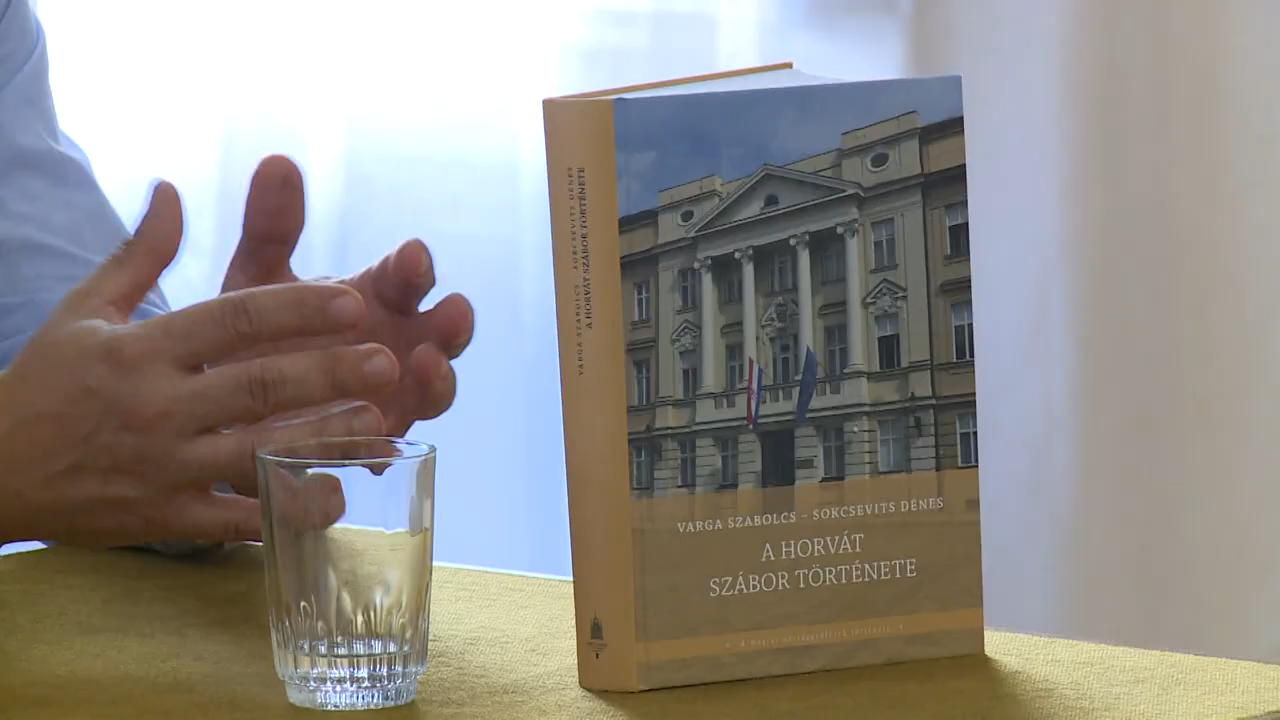 VARGA SZABOLCS – SOKCSEVITS DÉNES
A HORVÁT SZÁBOR TÖRTÉNETE
VARGA SZABOLCS – SOKCSEVITS DÉNES
A HORVÁT
SZÁBOR TÖRTÉNETE